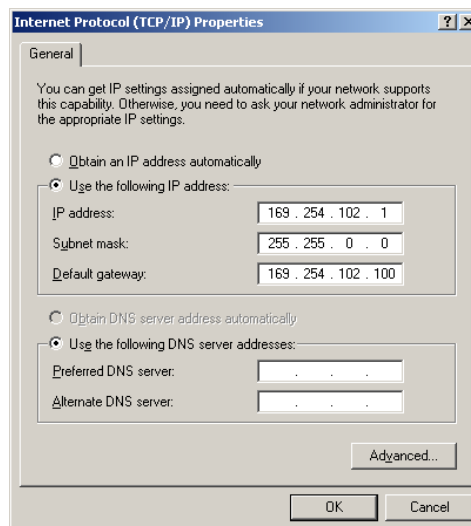 Internet Protocol (TCP/IP) Properties
General
You can get IP settings assigned automatically if your network supports
this capability. Otherwise, you need to ask your network administrator for
the appropriate IP settings.
Obtain an IP address automatically
Use the following IP address:
IP address: 169 . 254 . 102 . 1
Subnet mask: 255 . 255 . 0 . 0
Default gateway: 169 . 254 . 102 . 100
Obtain DNS server address automatically
Use the following DNS server addresses:
Preferred DNS server: . . .
Alternate DNS server: . . .
Advanced...
OK Cancel